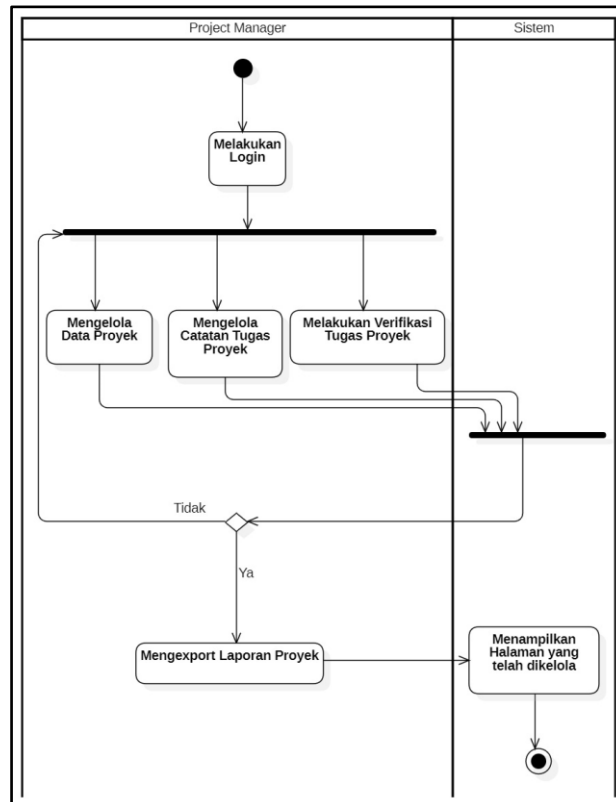 Project Manager
Sistem
Melakukan
Login
Mengelola
Data Proyek
Mengelola
Catatan Tugas
Proyek
Melakukan Verifikasi
Tugas Proyek
Tidak
Ya
Mengexport Laporan Proyek
Menampilkan
Halaman yang
telah dikelola